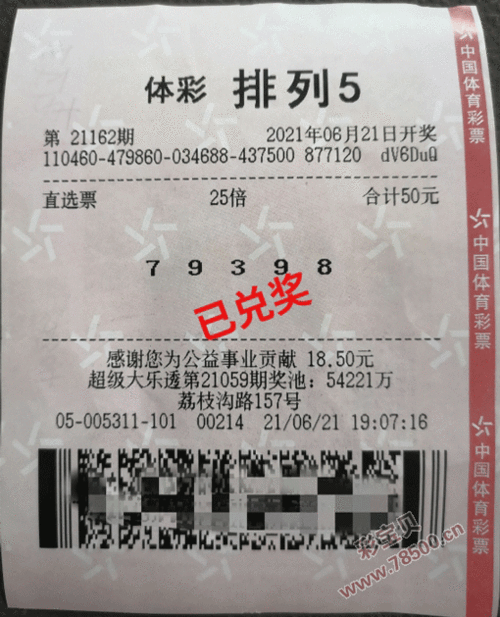 体彩 排列5
第 21162期 2021年06月21日开奖
110460-479860-034688-437500 877120 dV6DuQ
直选票 25倍 合计50元
7 9 3 9 8
已兑奖
感谢您为公益事业贡献 18.50元
超级大乐透第21059期奖池：54221万
荔枝沟路157号
05-005311-101 00214 21/06/21 19:07:16
中国体育彩票
中国体育彩票
中国体育彩票
彩宝贝
www.78500.cn